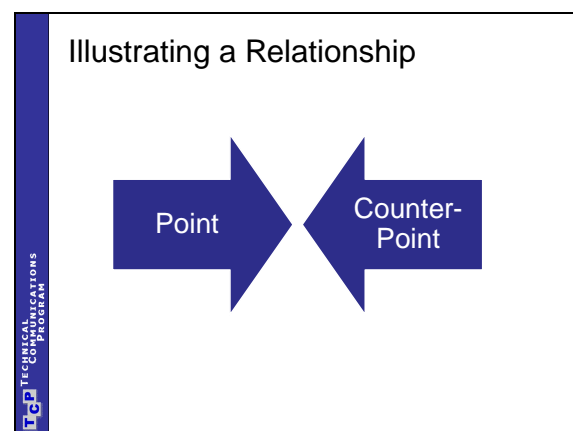 Illustrating a Relationship
Point
Counter-
Point
TCP
TECHNICAL
COMMUNICATIONS
PROGRAM